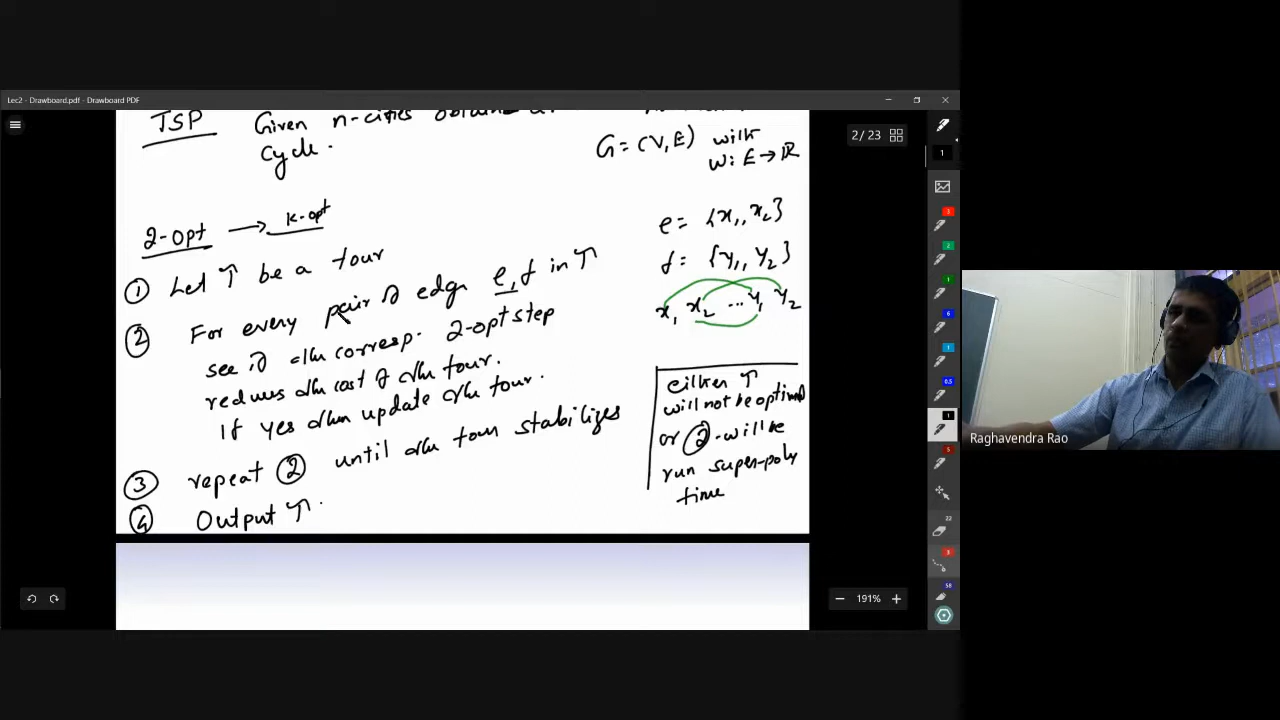 Lec2 - Drawboard.pdf - Drawboard PDF
2/23
TSP Given n-cities obtain a
cycle.
G = (V, E) with
w: E → ℝ
2-opt → k-opt
① Let T be a tour
② For every pair of edge e, f in T
see if the corresp. 2-opt step
reduces the cost of the tour.
If yes then update the tour.
③ repeat ② until the tour stabilizes
④ Output T.
e = {x₁, x₂}
f = {y₁, y₂}
x₁ x₂ ... y₁ y₂
either T
will not be optimal
or ② - will be
run super-poly
time
Raghavendra Rao
191%